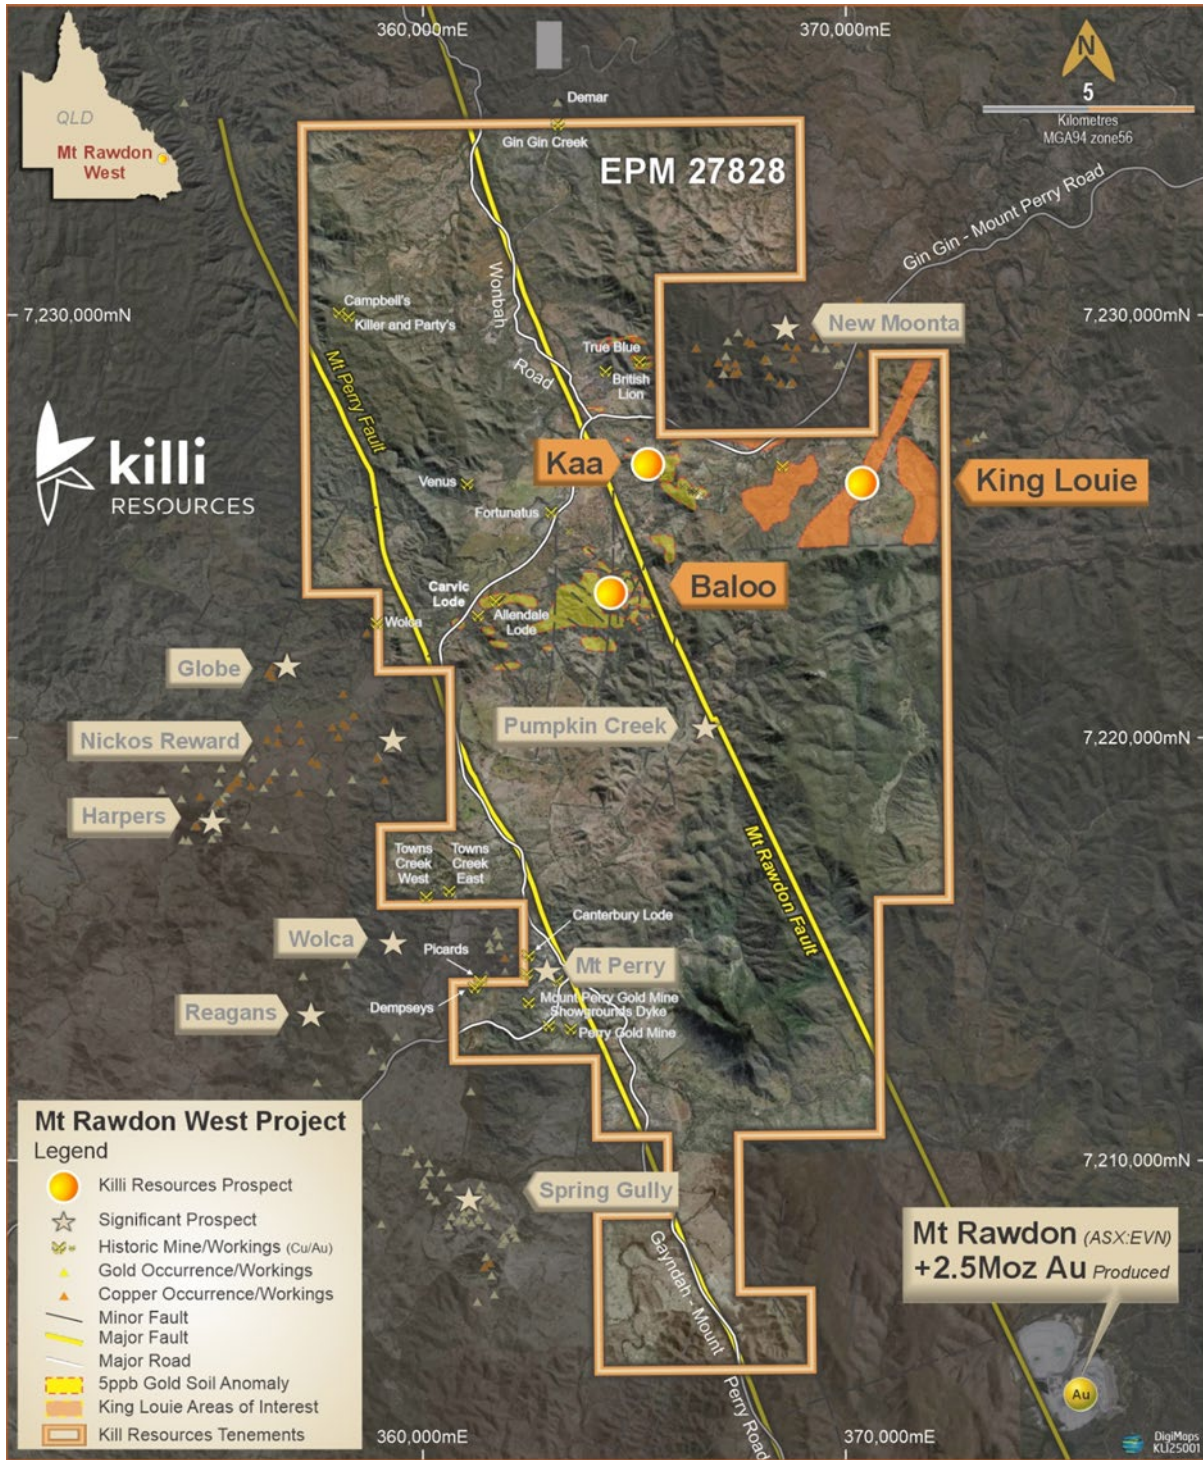 360,000mE
370,000mE
N
5
Kilometres
MGA94 zone56
QLD
Mt Rawdon
West
Demar
Gin Gin Creek
EPM 27828
Gin Gin - Mount Perry Road
Wonbah
Road
7,230,000mN
7,230,000mN
Campbell's
Killer and Party's
New Moonta
True Blue
British
Lion
Mt Perry Fault
killi
RESOURCES
Kaa
King Louie
Venus
Fortunatus
Baloo
Carvic
Lode
Allendale
Lode
Wolca
Globe
Nickos Reward
Pumpkin Creek
7,220,000mN
Harpers
Towns
Creek
West
Towns
Creek
East
Mt Rawdon Fault
Canterbury Lode
Wolca
Picards
Mt Perry
Dempseys
Mount Perry Gold Mine
Showgrounds Dyke
Perry Gold Mine
Reagans
Mt Rawdon West Project
Legend
Killi Resources Prospect
Significant Prospect
Historic Mine/Workings (Cu/Au)
Gold Occurrence/Workings
Copper Occurrence/Workings
Minor Fault
Major Fault
Major Road
5ppb Gold Soil Anomaly
King Louie Areas of Interest
Kill Resources Tenements
7,210,000mN
Spring Gully
Mt Rawdon (ASX:EVN)
+2.5Moz Au Produced
Gayndah - Mount
Perry Road
Au
360,000mE
370,000mE
DigiMaps
KLI25001